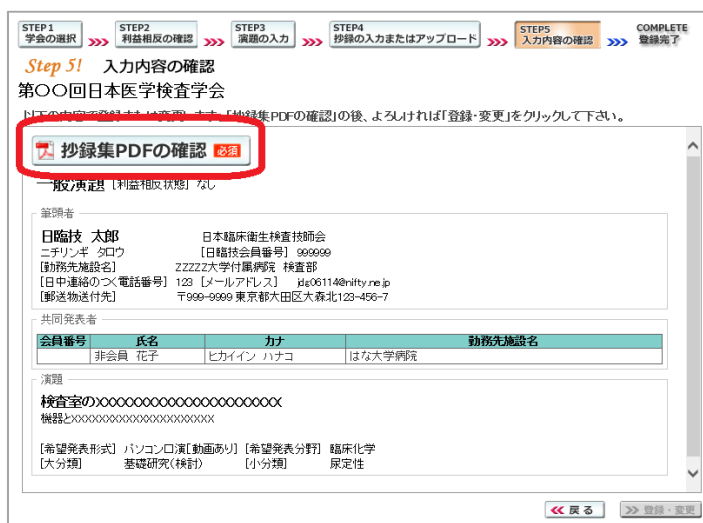 STEP1 STEP2 STEP3 STEP4 STEP5 COMPLETE
学会の選択 >>> 利益相反の確認 >>> 演題の入力 >>> 抄録の入力またはアップロード >>> 入力内容の確認 >>> 登録完了
Step 5! 入力内容の確認
第〇〇回日本医学検査学会
以下の内容で登録または変更します。「抄録集PDFの確認」の後、よろしければ「登録・変更」をクリックして下さい。
抄録集PDFの確認 必須
一般演題 [利益相反状態] なし
筆頭者
日臨技 太郎 日本臨床衛生検査技師会
ニチリンギ タロウ [日臨技会員番号] 999999
[勤務先施設名] ZZZZZ大学付属病院 検査部
[日中連絡のつく電話番号] 123 [メールアドレス] jdg06114@nifty.ne.jp
[郵送物送付先] 〒999-9999 東京都大田区大森北123-456-7
共同発表者
会員番号 氏名 カナ 勤務先施設名
非会員 花子 ヒカイイン ハナコ はな大学病院
演題
検査室のXXXXXXXXXXXXXXXXXXXXXXX
機器とXXXXXXXXXXXXXXXXXXXX
[希望発表形式] パソコン口演[動画あり] [希望発表分野] 臨床化学
[大分類] 基礎研究(検討) [小分類] 尿定性
<< 戻る >> 登録・変更